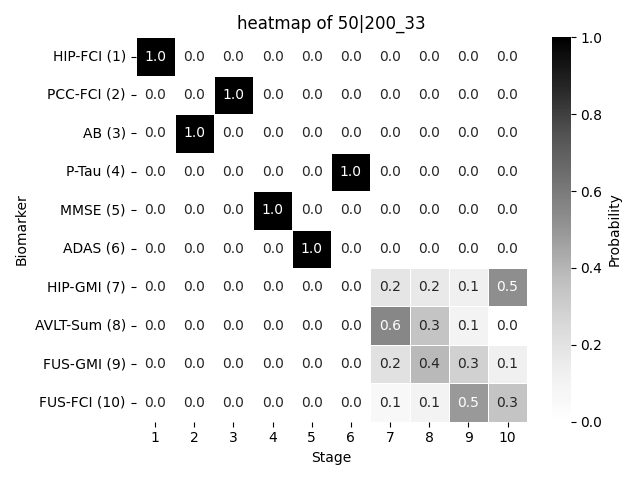 heatmap of 50|200_33
HIP-FCI (1) 1.0 0.0 0.0 0.0 0.0 0.0 0.0 0.0 0.0 0.0
PCC-FCI (2) 0.0 0.0 1.0 0.0 0.0 0.0 0.0 0.0 0.0 0.0
AB (3) 0.0 1.0 0.0 0.0 0.0 0.0 0.0 0.0 0.0 0.0
P-Tau (4) 0.0 0.0 0.0 0.0 0.0 1.0 0.0 0.0 0.0 0.0
MMSE (5) 0.0 0.0 0.0 1.0 0.0 0.0 0.0 0.0 0.0 0.0
ADAS (6) 0.0 0.0 0.0 0.0 1.0 0.0 0.0 0.0 0.0 0.0
HIP-GMI (7) 0.0 0.0 0.0 0.0 0.0 0.0 0.2 0.2 0.1 0.5
AVLT-Sum (8) 0.0 0.0 0.0 0.0 0.0 0.0 0.6 0.3 0.1 0.0
FUS-GMI (9) 0.0 0.0 0.0 0.0 0.0 0.0 0.2 0.4 0.3 0.1
FUS-FCI (10) 0.0 0.0 0.0 0.0 0.0 0.0 0.1 0.1 0.5 0.3
1 2 3 4 5 6 7 8 9 10
Stage
Biomarker
1.0
0.8
0.6
0.4
0.2
0.0
Probability